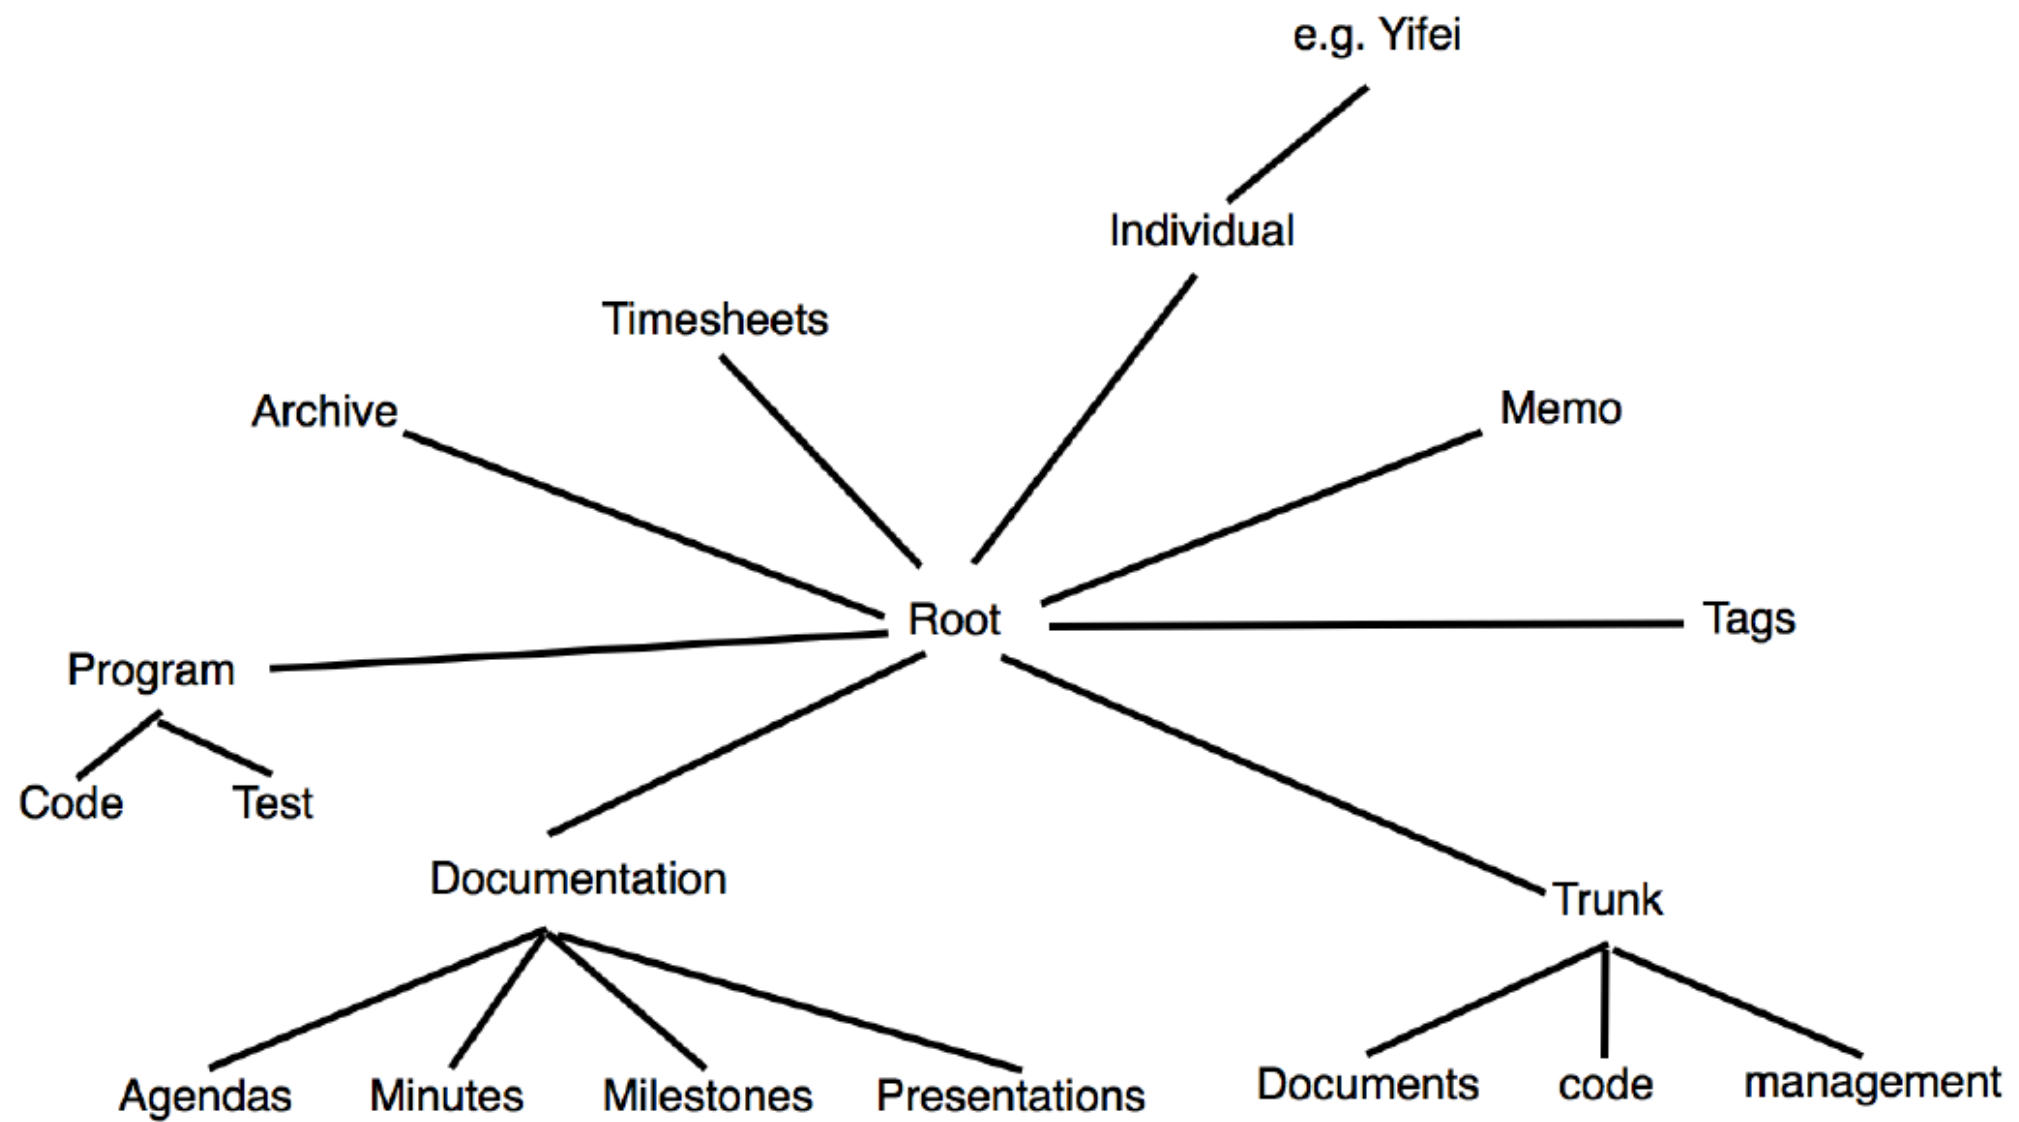 e.g. Yifei
Individual
Timesheets
Archive
Memo
Root
Tags
Program
Code
Test
Documentation
Trunk
Agendas
Minutes
Milestones
Presentations
Documents
code
management